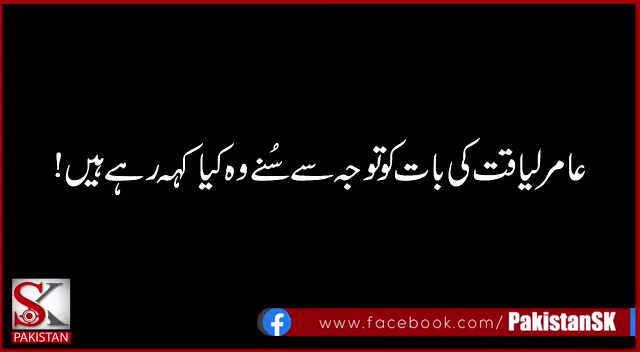 عامر لیاقت کی بات کو توجہ سے سُنے وہ کیا کہہ رہے ہیں!
SK
PAKISTAN
www.facebook.com/ PakistanSK